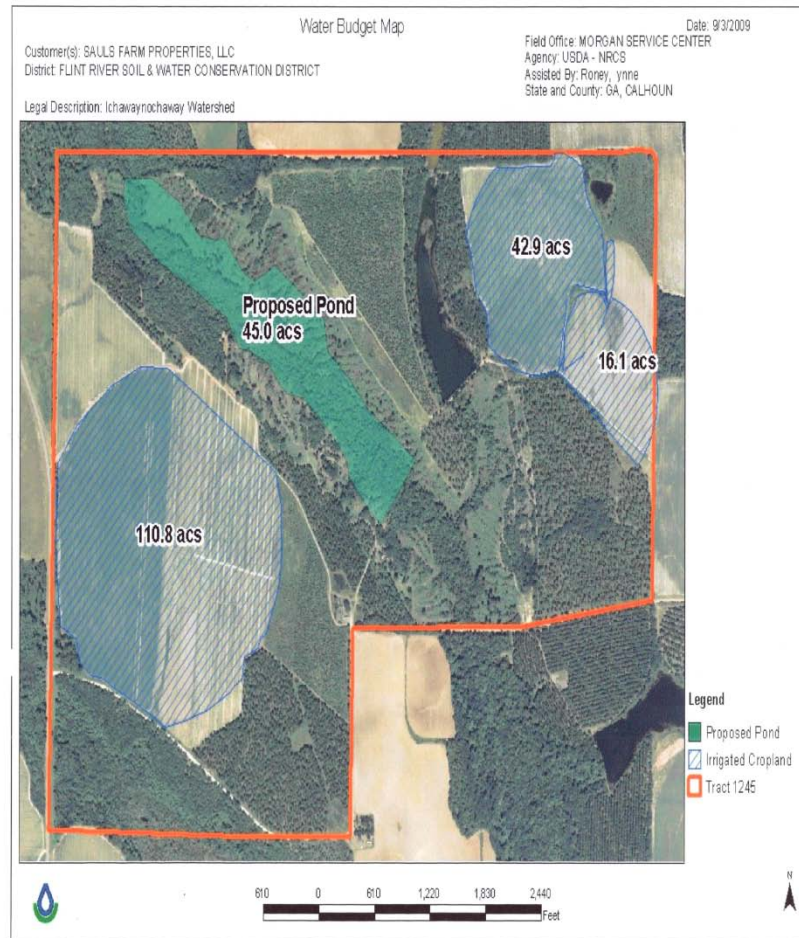 Water Budget Map
Date: 9/3/2009
Customer(s): SAULS FARM PROPERTIES, LLC
District: FLINT RIVER SOIL & WATER CONSERVATION DISTRICT
Field Office: MORGAN SERVICE CENTER
Agency: USDA - NRCS
Assisted By: Roney, ynne
State and County: GA, CALHOUN
Legal Description: Ichawaynochaway Watershed
42.9 acs
Proposed Pond
45.0 acs
16.1 acs
110.8 acs
Legend
Proposed Pond
Irrigated Cropland
Tract 1245
N
610 0 610 1,220 1,830 2,440
Feet